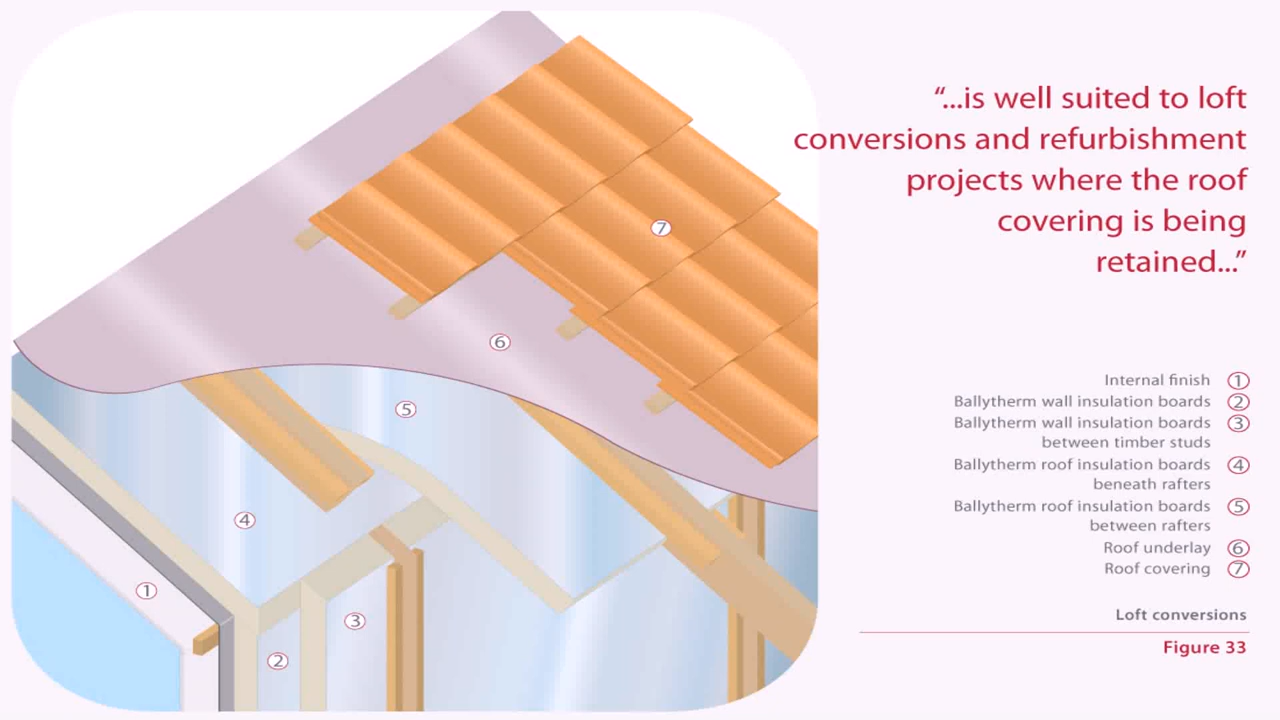 “...is well suited to loft
conversions and refurbishment
projects where the roof
covering is being
retained...”
Internal finish 1
Ballytherm wall insulation boards 2
Ballytherm wall insulation boards 3
between timber studs
Ballytherm roof insulation boards 4
beneath rafters
Ballytherm roof insulation boards 5
between rafters
Roof underlay 6
Roof covering 7
Loft conversions
Figure 33
7
6
5
4
1
3
2